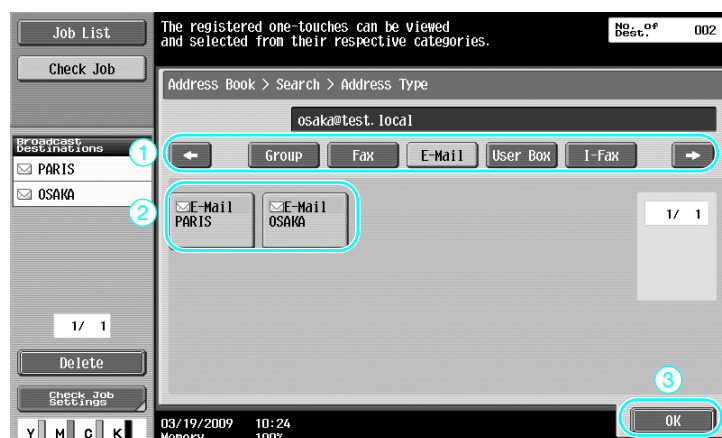 Job List
Check Job
The registered one-touches can be viewed
and selected from their respective categories.
No. of
Dest.
002
Address Book > Search > Address Type
osaka@test.local
Broadcast
Destinations
PARIS
OSAKA
1
Group
Fax
E-Mail
User Box
I-Fax
2
E-Mail
PARIS
E-Mail
OSAKA
1/ 1
1/ 1
Delete
Check Job
Settings
3
OK
Y M C K
03/19/2009 10:24
Memory 100%